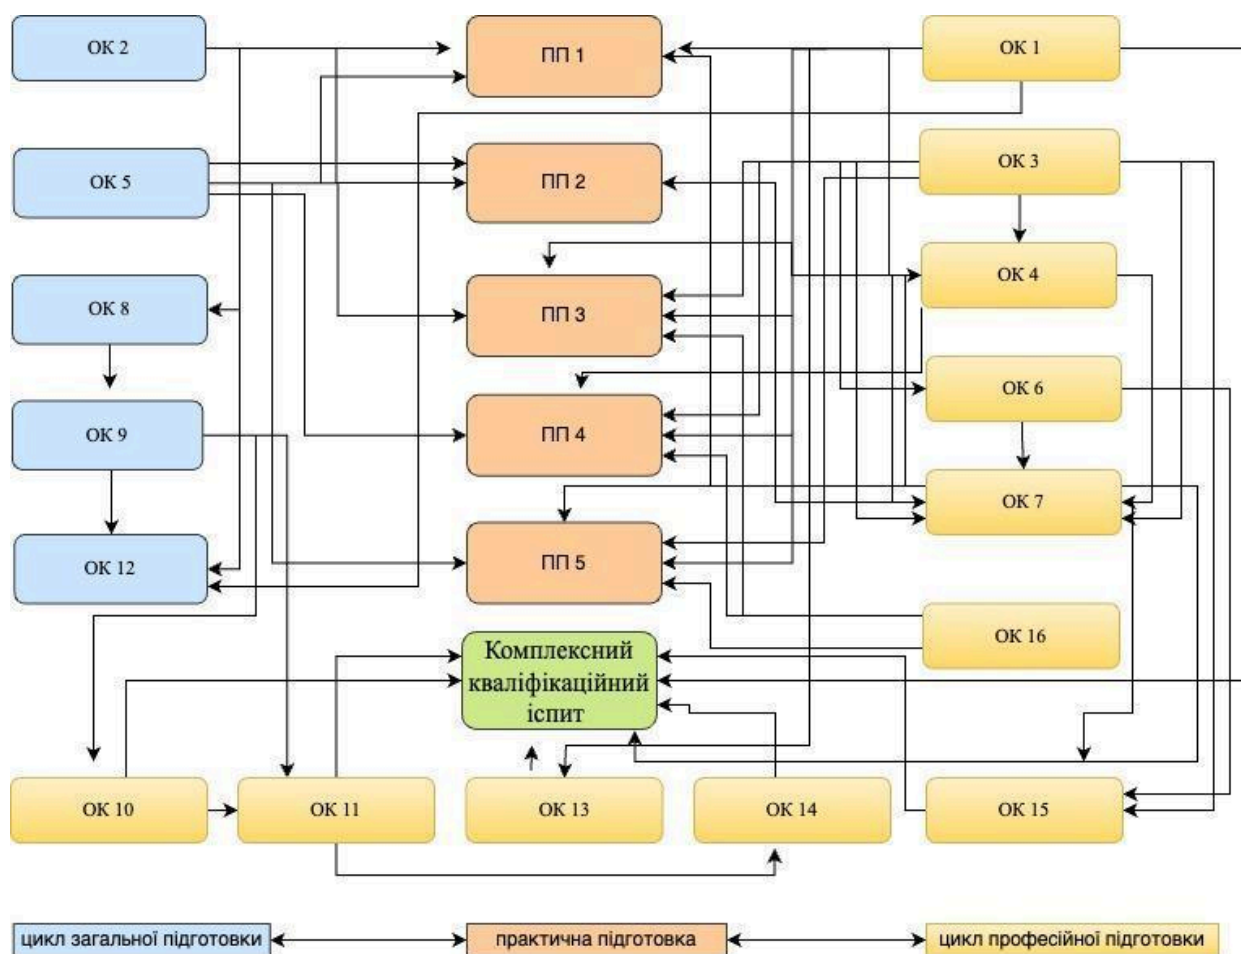 ОК 2
ПП 1
ОК 1
ОК 5
ПП 2
ОК 3
ОК 8
ПП 3
ОК 4
ОК 9
ПП 4
ОК 6
ОК 7
ОК 12
ПП 5
ОК 16
Комплексний
кваліфікаційний
іспит
ОК 10
ОК 11
ОК 13
ОК 14
ОК 15
цикл загальної підготовки
практична підготовка
цикл професійної підготовки